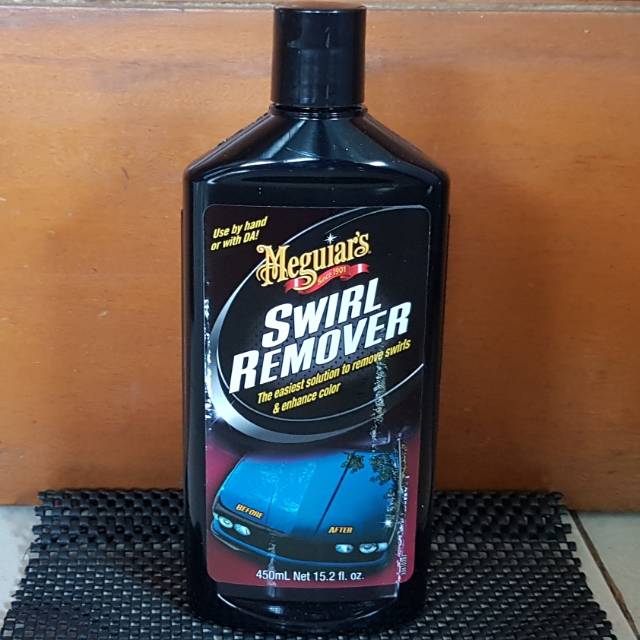 Use by hand
or with DA!
Meguiar's
Since 1901
SWIRL
REMOVER
The easiest solution to remove swirls
& enhance color
BEFORE
AFTER
450mL Net 15.2 fl. oz.